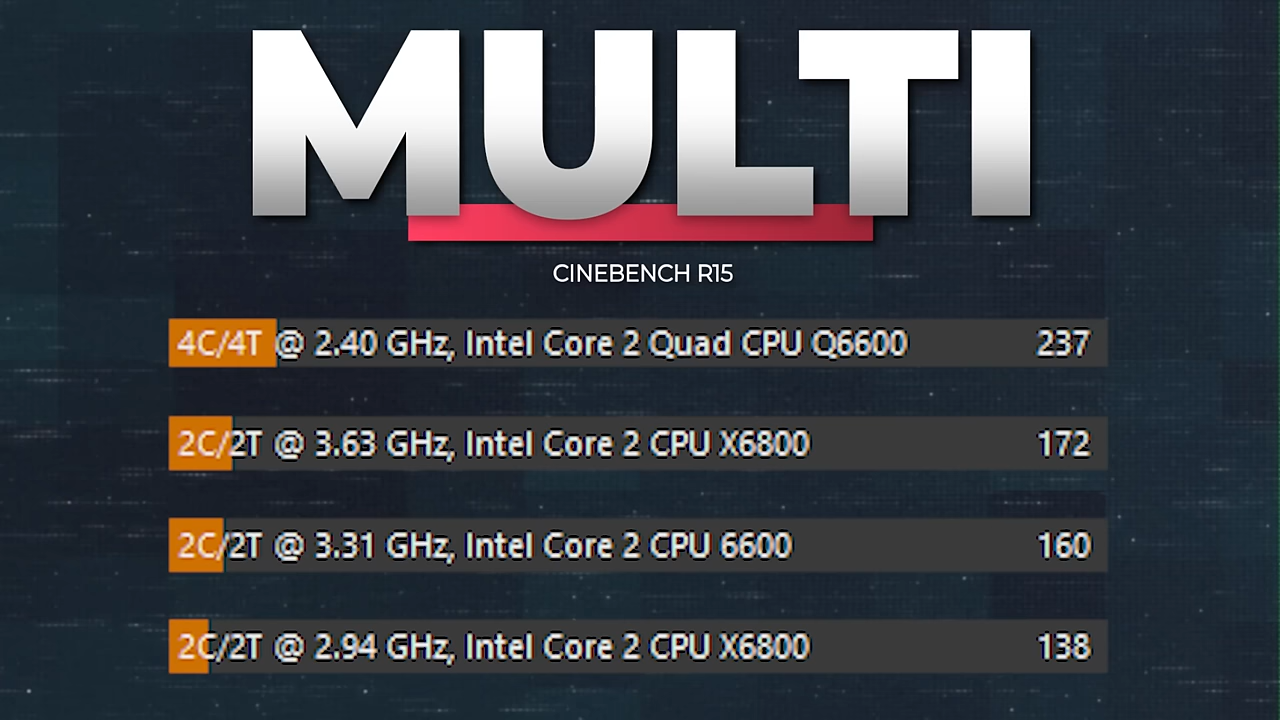 MULTI
CINEBENCH R15
4C/4T @ 2.40 GHz, Intel Core 2 Quad CPU Q6600 237
2C/2T @ 3.63 GHz, Intel Core 2 CPU X6800 172
2C/2T @ 3.31 GHz, Intel Core 2 CPU 6600 160
2C/2T @ 2.94 GHz, Intel Core 2 CPU X6800 138